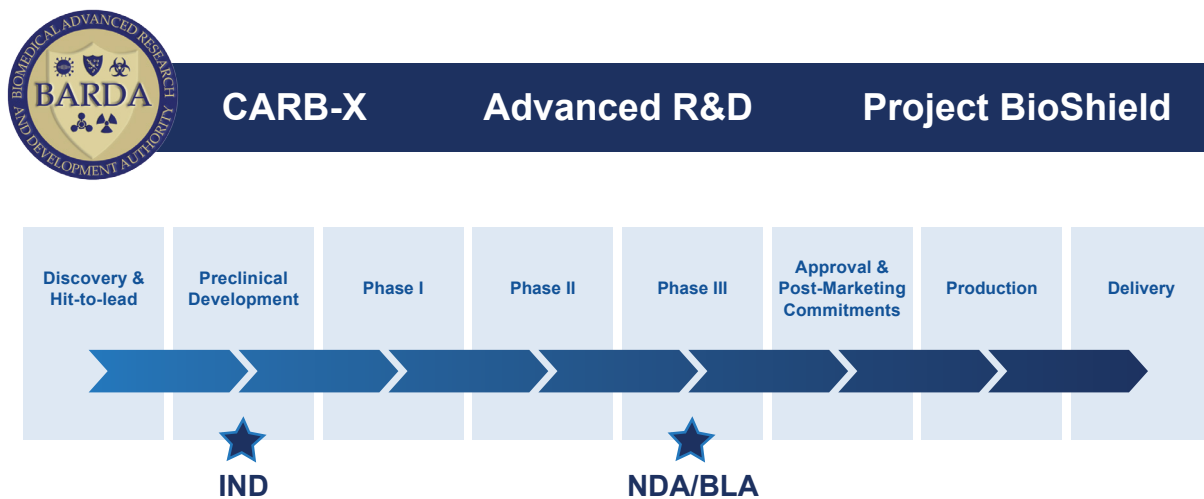 BIOMEDICAL ADVANCED RESEARCH
AND DEVELOPMENT AUTHORITY
BARDA
CARB-X Advanced R&D Project BioShield
Discovery &
Hit-to-lead
Preclinical
Development
Phase I
Phase II
Phase III
Approval &
Post-Marketing
Commitments
Production
Delivery
IND
NDA/BLA